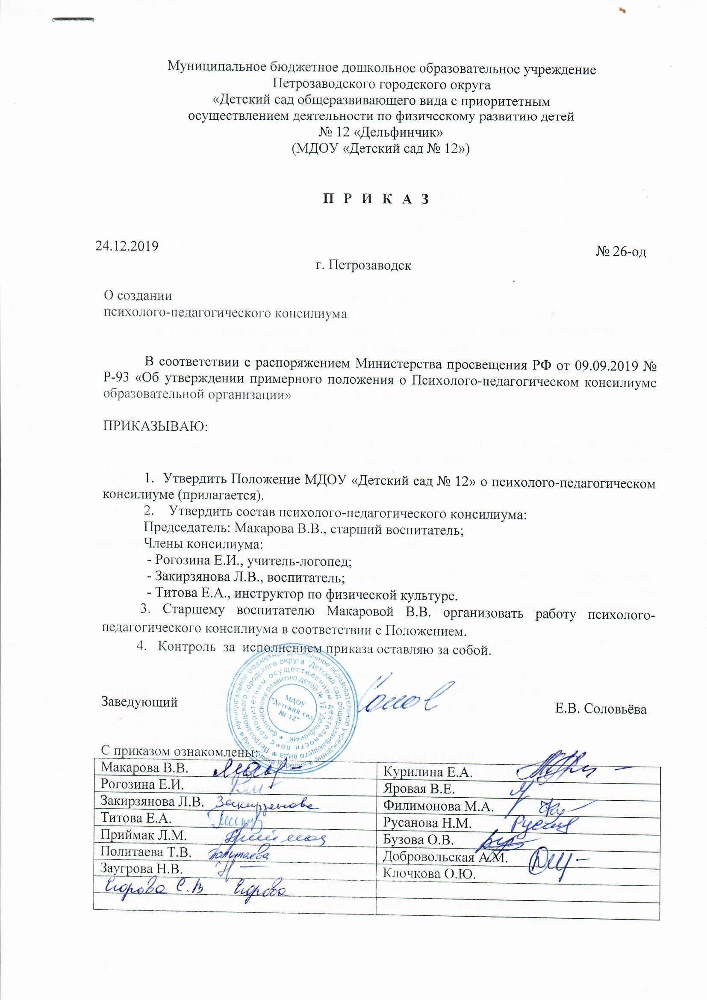 Муниципальное бюджетное дошкольное образовательное учреждение
Петрозаводского городского округа
«Детский сад общеразвивающего вида с приоритетным
осуществлением деятельности по физическому развитию детей
№ 12 «Дельфинчик»
(МДОУ «Детский сад № 12»)
П Р И К А З
24.12.2019
№ 26-од
г. Петрозаводск
О создании
психолого-педагогического консилиума
В соответствии с распоряжением Министерства просвещения РФ от 09.09.2019 №
Р-93 «Об утверждении примерного положения о Психолого-педагогическом консилиуме
образовательной организации»
ПРИКАЗЫВАЮ:
1. Утвердить Положение МДОУ «Детский сад № 12» о психолого-педагогическом
консилиуме (прилагается).
2. Утвердить состав психолого-педагогического консилиума:
Председатель: Макарова В.В., старший воспитатель;
Члены консилиума:
- Рогозина Е.И., учитель-логопед;
- Закирзянова Л.В., воспитатель;
- Титова Е.А., инструктор по физической культуре.
3. Старшему воспитателю Макаровой В.В. организовать работу психолого-
педагогического консилиума в соответствии с Положением.
4. Контроль за исполнением приказа оставляю за собой.
муниципальное бюджетное дошкольное образовательное учреждение * Республика Карелия *
Петрозаводского городского округа "Детский сад общеразвивающего вида *
с приоритетным осуществлением деятельности по *
физическому развитию детей № 12 "Дельфинчик" *
МДОУ
"Детский сад
№ 12"
Заведующий
Е.В. Соловьёва
С приказом ознакомлены:
Макарова В.В. Курилина Е.А.
Рогозина Е.И. Яровая В.Е.
Закирзянова Л.В. Закирзянова Филимонова М.А.
Титова Е.А. Русанова Н.М.
Приймак Л.М. Приймак Бузова О.В.
Политаева Т.В. Политаева Добровольская А.М.
Заугрова Н.В. Клочкова О.Ю.
Егорова С.В Егорова